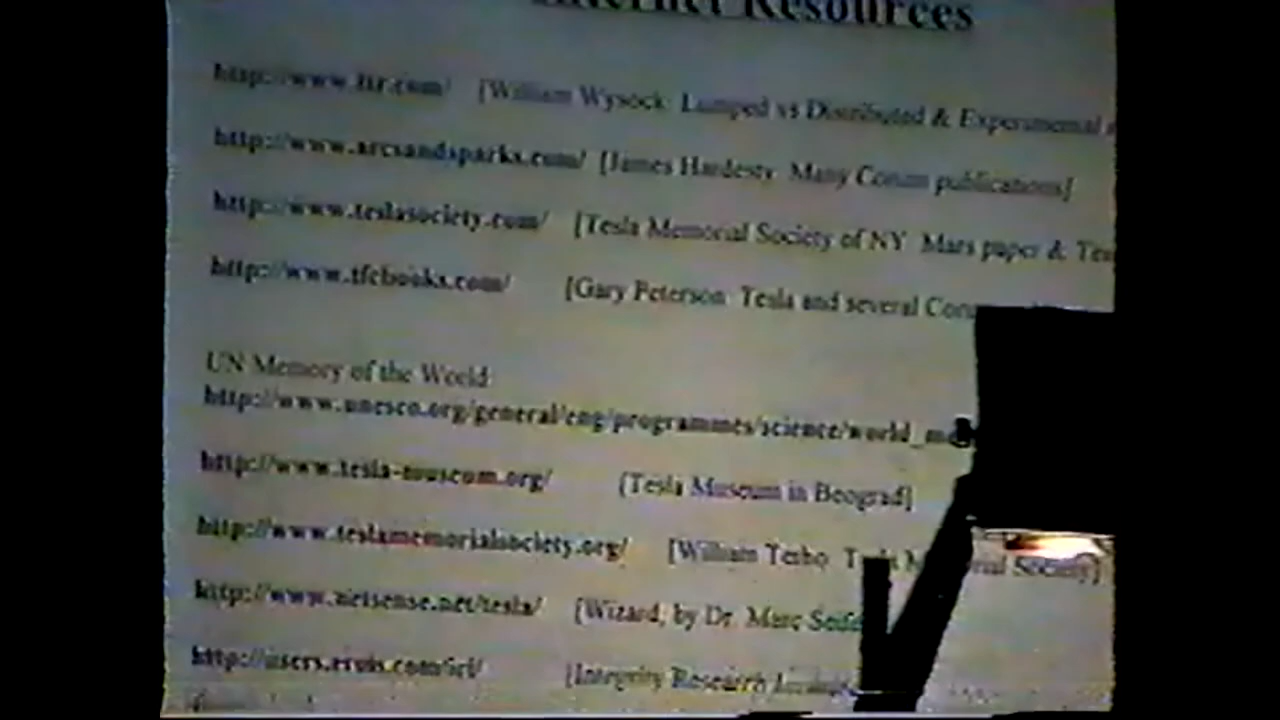 Internet Resources
http://www.ttr.com/ [William Wysock: Lumped vs Distributed & Experimental
http://www.arcsandsparks.com/ [James Hardesty: Many Corum publications]
http://www.teslasociety.com/ [Tesla Memorial Society of NY: Mars paper &
http://www.tfcbooks.com/ [Gary Peterson: Tesla and several
UN Memory of the World:
http://www.unesco.org/general/eng/programmes/science/world_
http://www.tesla-museum.org/ [Tesla Museum in Beograd]
http://www.teslamemorialsociety.org/ [William Terbo: Society]
http://www.netsense.net/tesla/ [Wizard, by Dr. Marc
http://users.erols.com/iri/ [Integrity Research